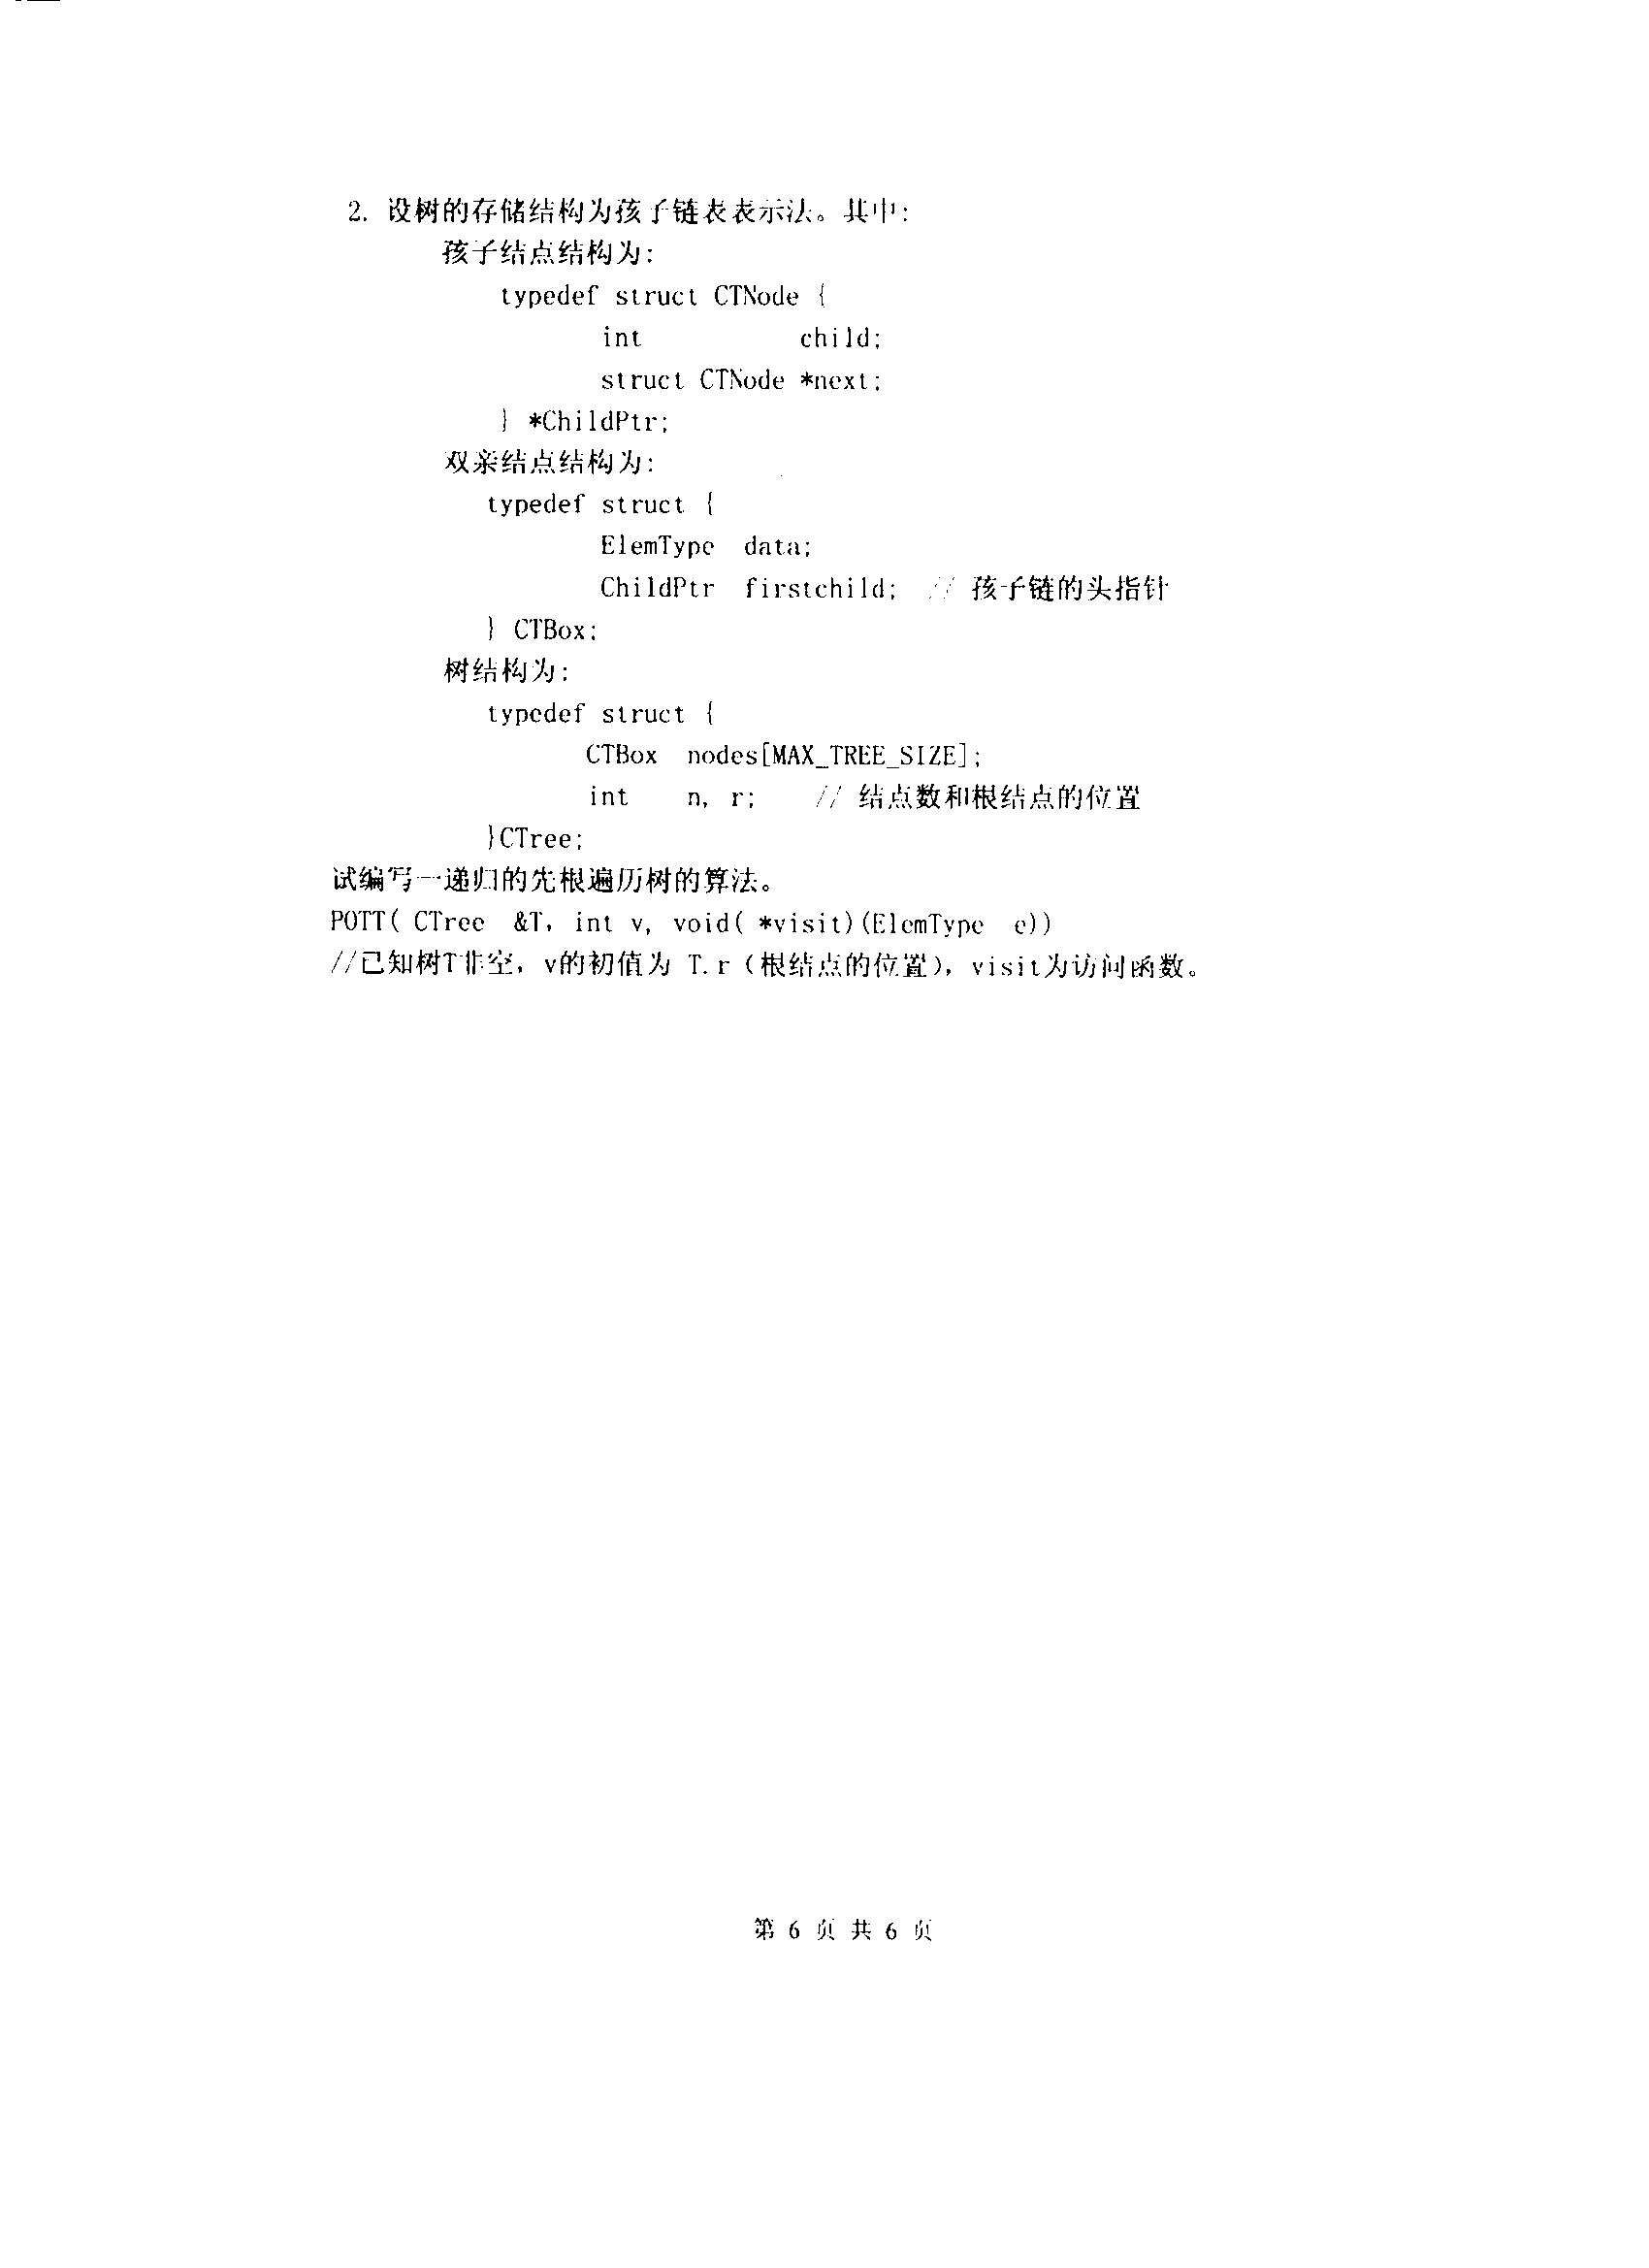 2. 设树的存储结构为孩子链表表示法。其中:
孩子结点结构为:
typedef struct CTNode {
int child;
struct CTNode *next;
} *ChildPtr;
双亲结点结构为:
typedef struct {
ElemType data;
ChildPtr firstchild; // 孩子链的头指针
} CTBox;
树结构为:
typedef struct {
CTBox nodes[MAX_TREE_SIZE];
int n, r; // 结点数和根结点的位置
}CTree;
试编写一递归的先根遍历树的算法。
POTT( CTree &T, int v, void( *visit)(ElemType e))
//已知树T非空, v的初值为 T.r (根结点的位置), visit为访问函数。
第 6 页 共 6 页